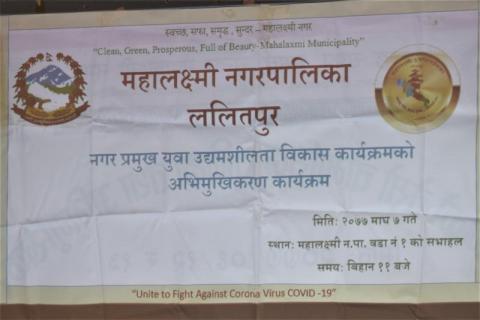 स्वच्छ, सफा, समृद्ध, सुन्दर – महालक्ष्मी नगर
“Clean, Green, Prosperous, Full of Beauty-Mahalaxmi Municipality”
महालक्ष्मी नगरपालिका
ललितपुर
नगर प्रमुख युवा उद्यमशीलता विकास कार्यक्रमको
अभिमुखिकरण कार्यक्रम
मितिः २०७७ माघ ७ गते
स्थानः महालक्ष्मी न.पा. वडा नं १ को सभाहल
समयः बिहान ११ बजे
“Unite to Fight Against Corona Virus COVID -19”